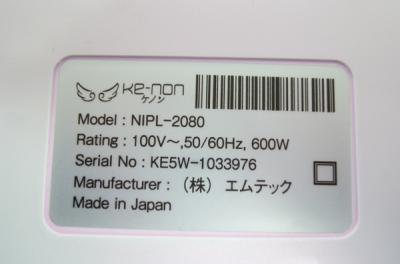 Ke-non
ケノン
Model : NIPL-2080
Rating : 100V～,50/60Hz, 600W
Serial No : KE5W-1033976
Manufacturer : （株） エムテック
Made in Japan